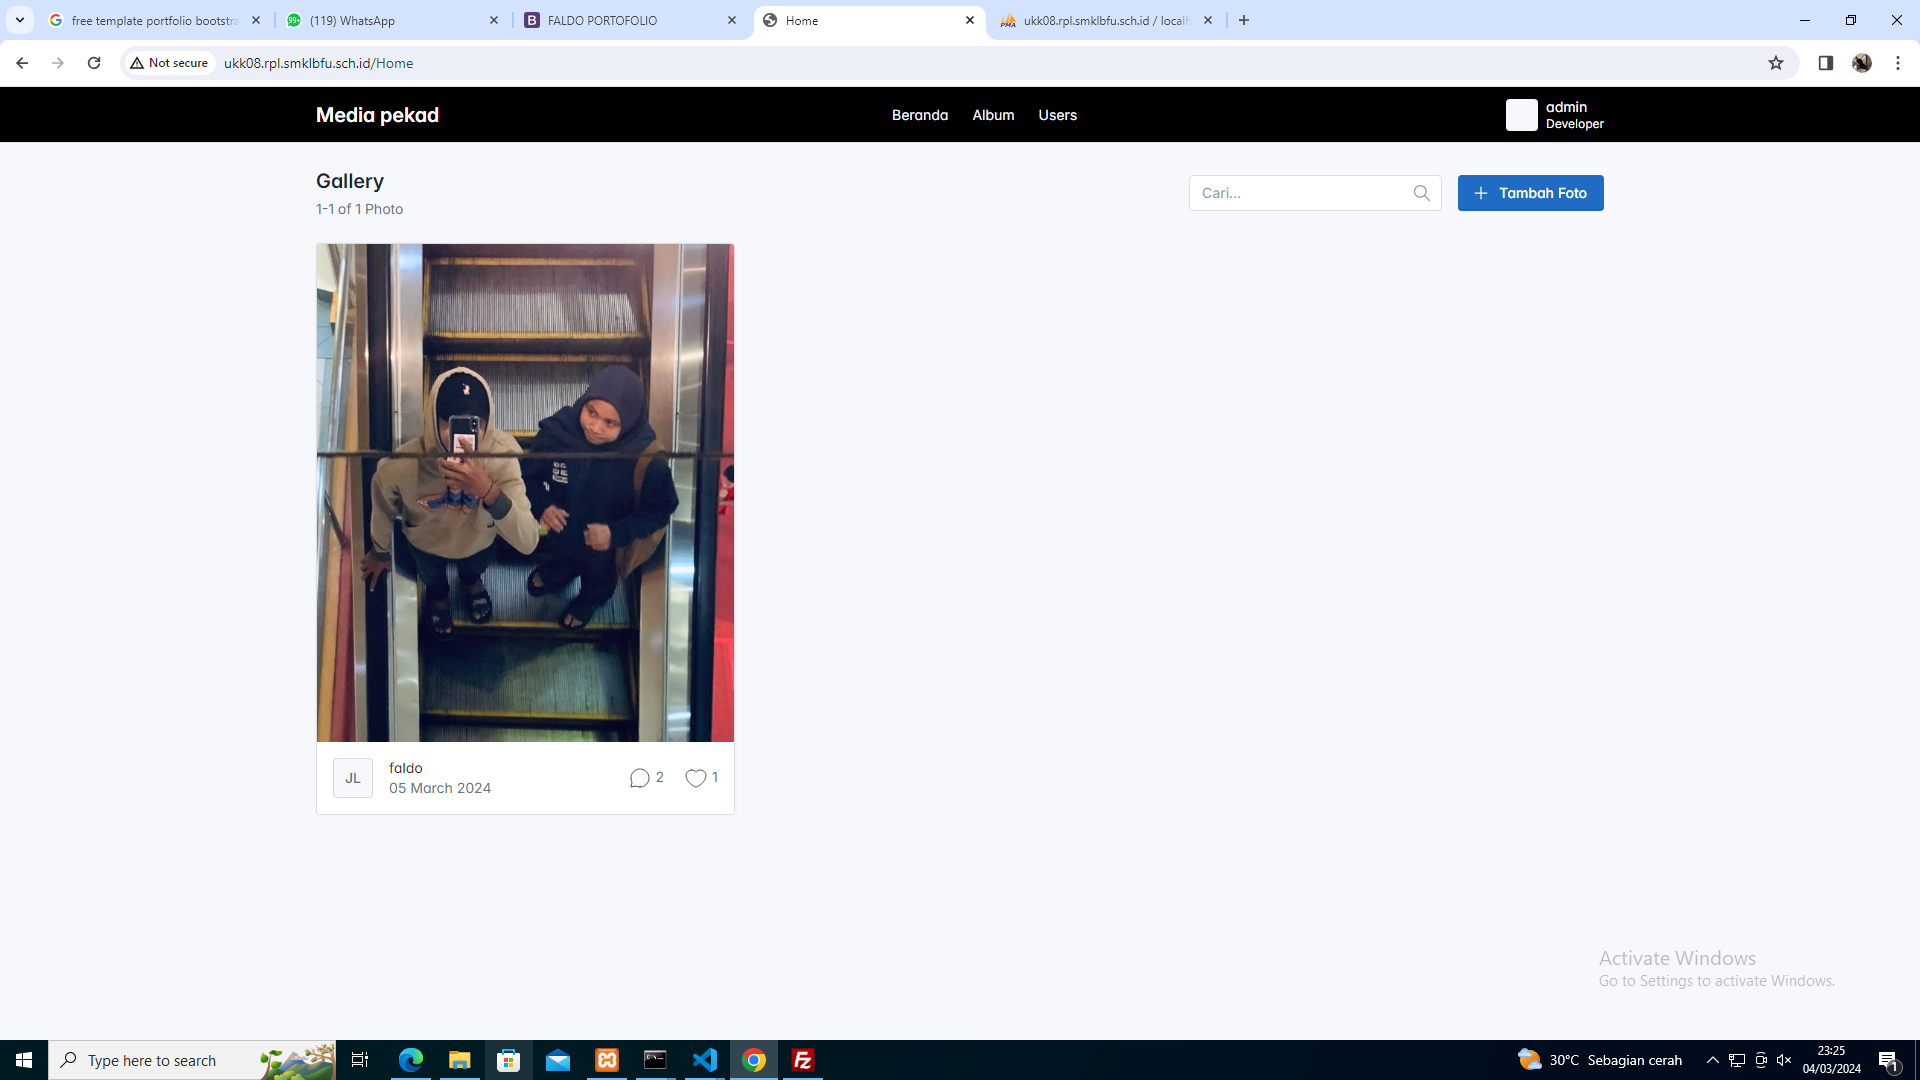 free template portfolio bootstra
(119) WhatsApp
FALDO PORTOFOLIO
Home
ukk08.rpl.smklbfu.sch.id / localh
Not secure
ukk08.rpl.smklbfu.sch.id/Home
Media pekad
Beranda
Album
Users
admin
Developer
Gallery
1-1 of 1 Photo
Cari...
Tambah Foto
JL
faldo
05 March 2024
2
1
Activate Windows
Go to Settings to activate Windows.
Type here to search
30°C Sebagian cerah
23:25
04/03/2024
1